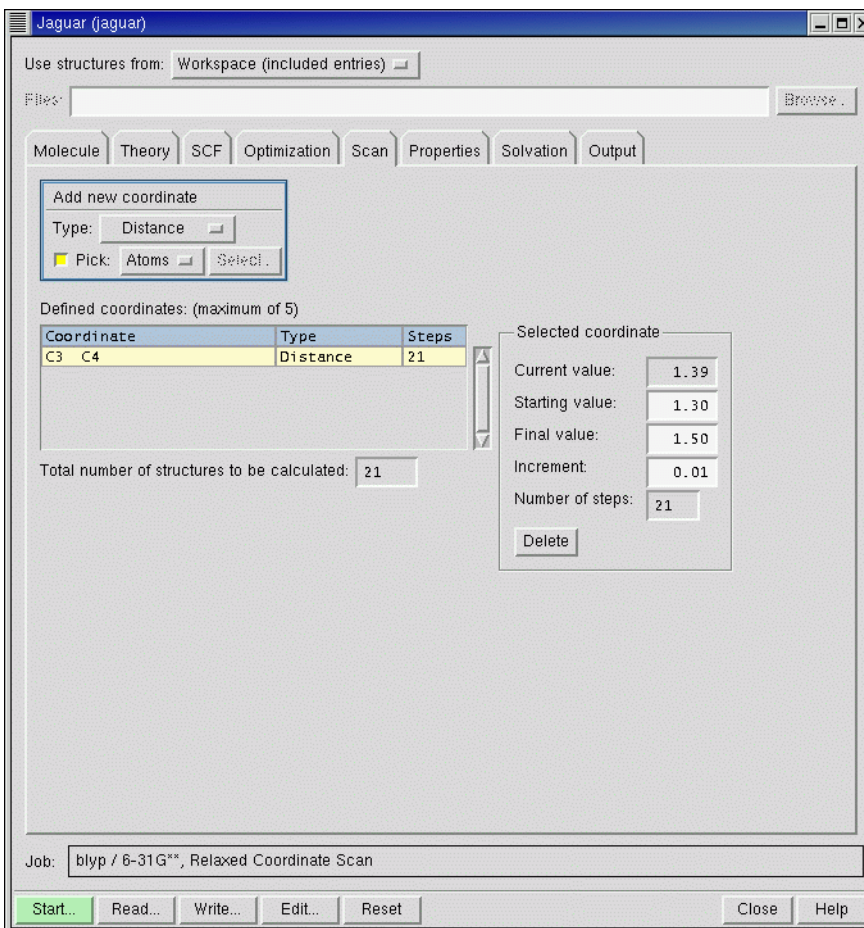 Jaguar (jaguar)
Use structures from: Workspace (included entries)
Files: Browse..
Molecule Theory SCF Optimization Scan Properties Solvation Output
Add new coordinate
Type: Distance
Pick: Atoms Select..
Defined coordinates: (maximum of 5)
Coordinate Type Steps
C3 C4 Distance 21
Total number of structures to be calculated: 21
Selected coordinate
Current value: 1.39
Starting value: 1.30
Final value: 1.50
Increment: 0.01
Number of steps: 21
Delete
Job: blyp / 6-31G**, Relaxed Coordinate Scan
Start... Read... Write... Edit... Reset Close Help